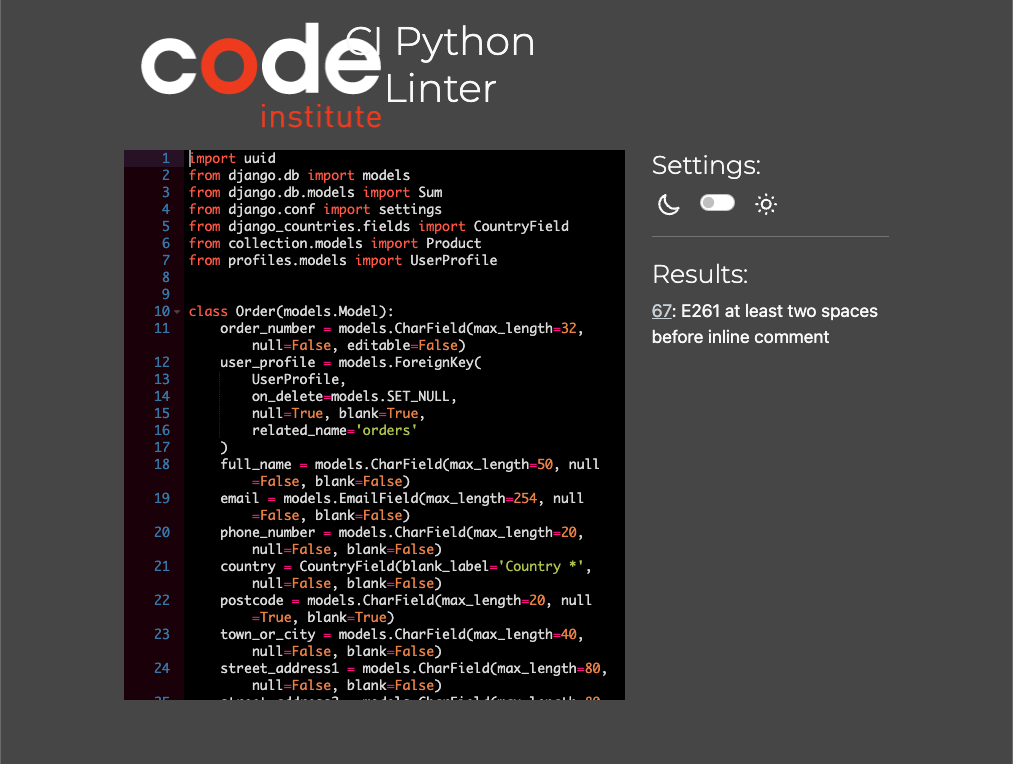 code
institute
CI Python
Linter
1 import uuid
2 from django.db import models
3 from django.db.models import Sum
4 from django.conf import settings
5 from django_countries.fields import CountryField
6 from collection.models import Product
7 from profiles.models import UserProfile
8
9
10 class Order(models.Model):
11 order_number = models.CharField(max_length=32,
null=False, editable=False)
12 user_profile = models.ForeignKey(
13 UserProfile,
14 on_delete=models.SET_NULL,
15 null=True, blank=True,
16 related_name='orders'
17 )
18 full_name = models.CharField(max_length=50, null
=False, blank=False)
19 email = models.EmailField(max_length=254, null
=False, blank=False)
20 phone_number = models.CharField(max_length=20,
null=False, blank=False)
21 country = CountryField(blank_label='Country *',
null=False, blank=False)
22 postcode = models.CharField(max_length=20, null
=True, blank=True)
23 town_or_city = models.CharField(max_length=40,
null=False, blank=False)
24 street_address1 = models.CharField(max_length=80,
null=False, blank=False)
Settings:
Results:
67: E261 at least two spaces
before inline comment